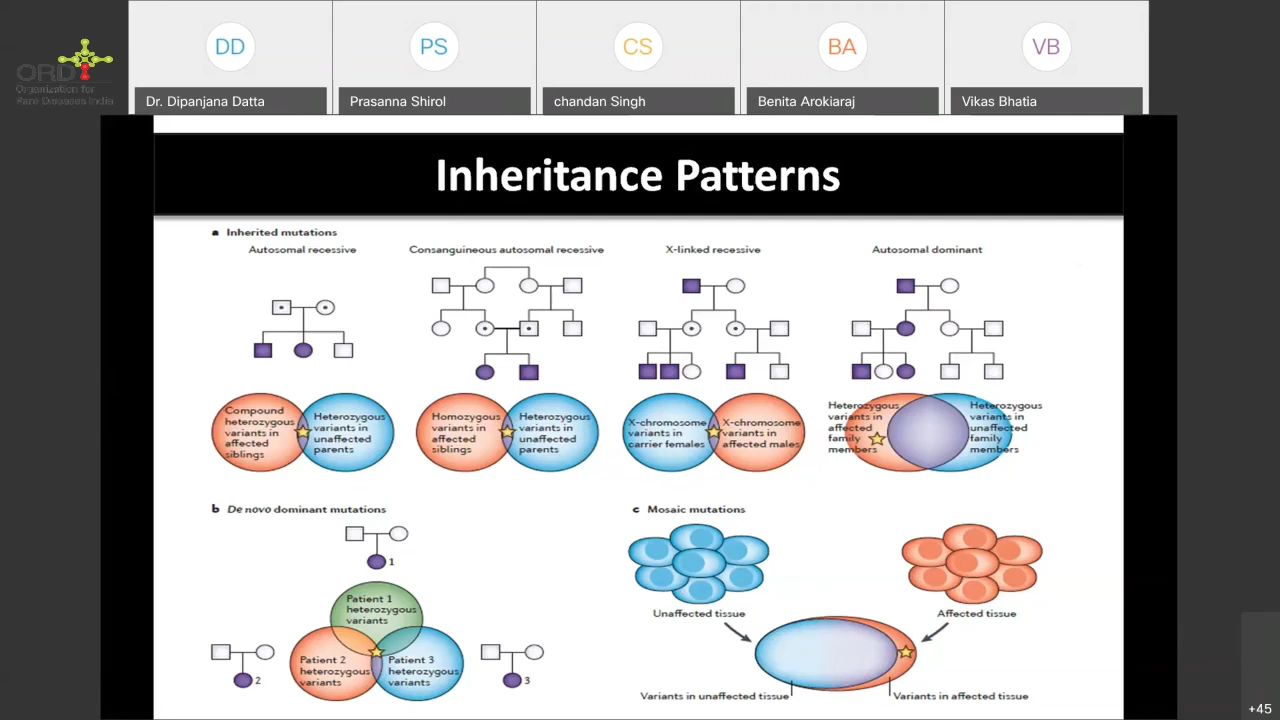 DD
PS
CS
BA
VB
ORDI
Organization for
Rare Diseases India
Dr. Dipanjana Datta
Prasanna Shirol
chandan Singh
Benita Arokiaraj
Vikas Bhatia
Inheritance Patterns
a Inherited mutations
Autosomal recessive
Consanguineous autosomal recessive
X-linked recessive
Autosomal dominant
Compound
heterozygous
variants in
affected
siblings
Heterozygous
variants in
unaffected
parents
Homozygous
variants in
affected
siblings
Heterozygous
variants in
unaffected
parents
X-chromosome
variants in
carrier females
X-chromosome
variants in
affected males
Heterozygous
variants in
affected
family
members
Heterozygous
variants in
unaffected
family
members
b De novo dominant mutations
1
Patient 1
heterozygous
variants
2
Patient 2
heterozygous
variants
Patient 3
heterozygous
variants
3
c Mosaic mutations
Unaffected tissue
Affected tissue
Variants in unaffected tissue
Variants in affected tissue
+45